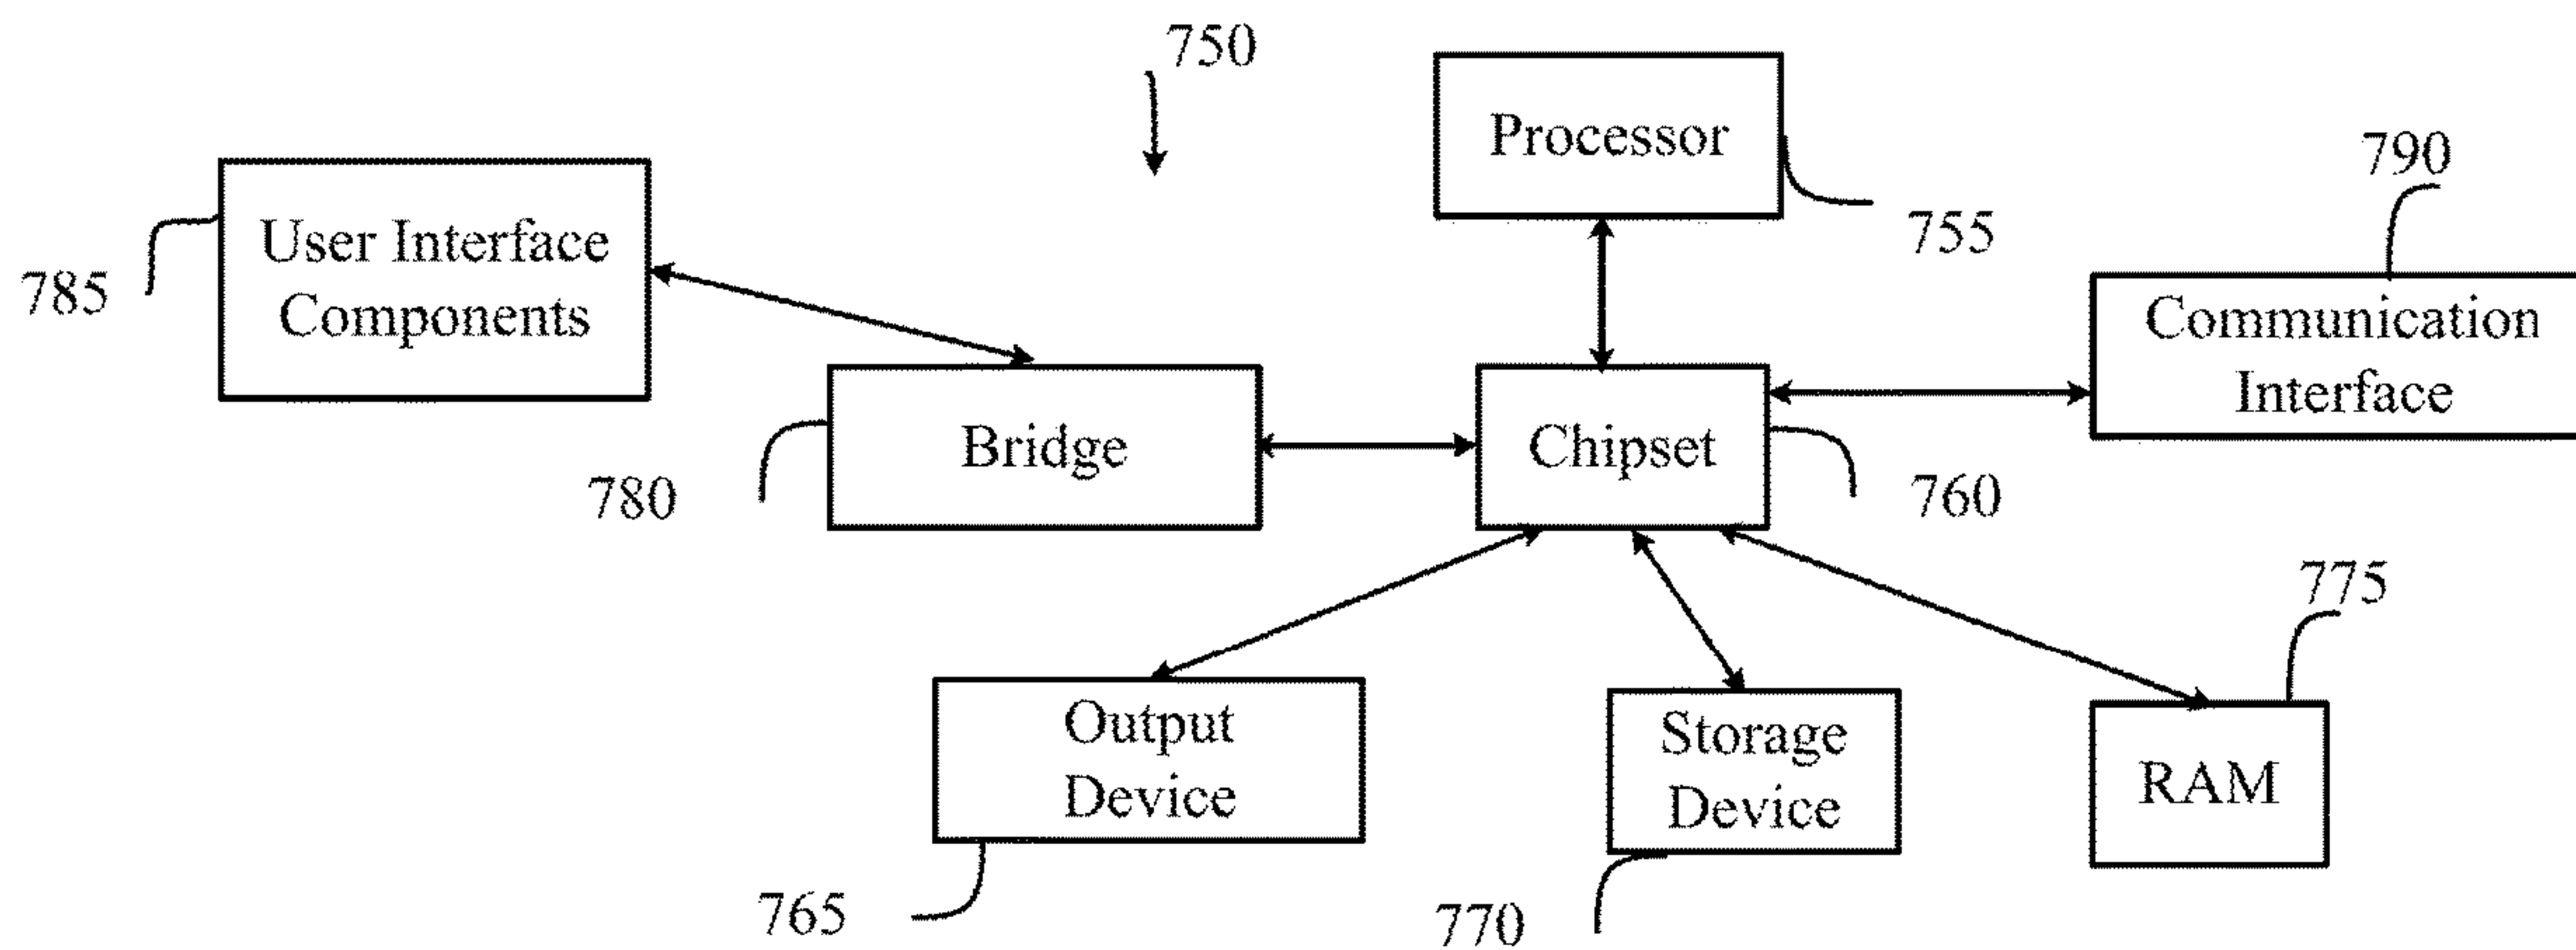 750
Processor
790
User Interface
Components
755
785
Communication
Interface
Bridge
Chipset
780
760
775
Output
Device
Storage
Device
RAM
765
770